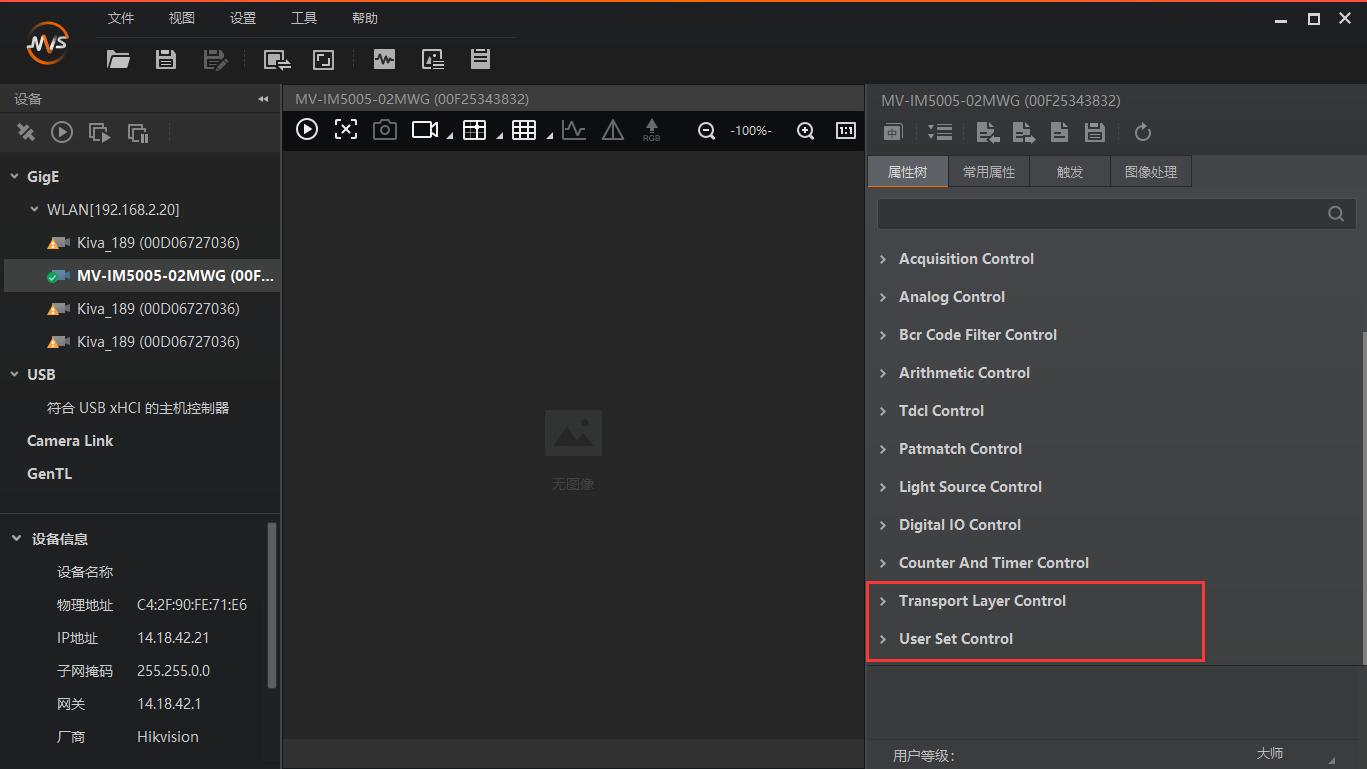 MVS
文件 视图 设置 工具 帮助
设备
MV-IM5005-02MWG (00F25343832)
RGB
-100%-
1:1
GigE
WLAN[192.168.2.20]
Kiva_189 (00D06727036)
MV-IM5005-02MWG (00F...
Kiva_189 (00D06727036)
Kiva_189 (00D06727036)
USB
符合 USB xHCI 的主机控制器
Camera Link
GenTL
设备信息
设备名称
物理地址 C4:2F:90:FE:71:E6
IP地址 14.18.42.21
子网掩码 255.255.0.0
网关 14.18.42.1
厂商 Hikvision
无图像
MV-IM5005-02MWG (00F25343832)
中
属性树 常用属性 触发 图像处理
Acquisition Control
Analog Control
Bcr Code Filter Control
Arithmetic Control
Tdcl Control
Patmatch Control
Light Source Control
Digital IO Control
Counter And Timer Control
Transport Layer Control
User Set Control
用户等级: 大师